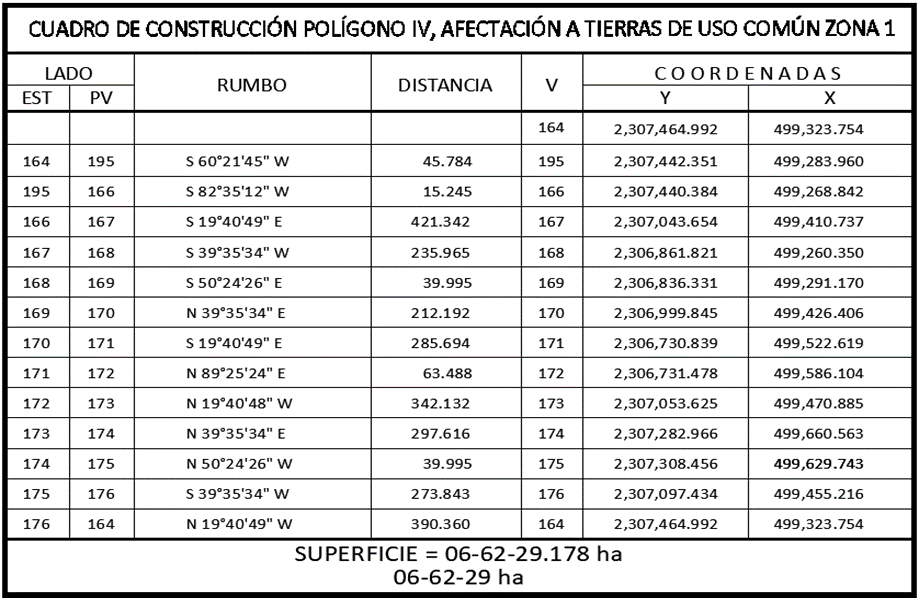 CUADRO DE CONSTRUCCIÓN POLÍGONO IV, AFECTACIÓN A TIERRAS DE USO COMÚN ZONA 1
LADO RUMBO DISTANCIA V C O O R D E N A D A S
EST PV Y X
164 2,307,464.992 499,323.754
164 195 S 60°21'45" W 45.784 195 2,307,442.351 499,283.960
195 166 S 82°35'12" W 15.245 166 2,307,440.384 499,268.842
166 167 S 19°40'49" E 421.342 167 2,307,043.654 499,410.737
167 168 S 39°35'34" W 235.965 168 2,306,861.821 499,260.350
168 169 S 50°24'26" E 39.995 169 2,306,836.331 499,291.170
169 170 N 39°35'34" E 212.192 170 2,306,999.845 499,426.406
170 171 S 19°40'49" E 285.694 171 2,306,730.839 499,522.619
171 172 N 89°25'24" E 63.488 172 2,306,731.478 499,586.104
172 173 N 19°40'48" W 342.132 173 2,307,053.625 499,470.885
173 174 N 39°35'34" E 297.616 174 2,307,282.966 499,660.563
174 175 N 50°24'26" W 39.995 175 2,307,308.456 499,629.743
175 176 S 39°35'34" W 273.843 176 2,307,097.434 499,455.216
176 164 N 19°40'49" W 390.360 164 2,307,464.992 499,323.754
SUPERFICIE = 06-62-29.178 ha
06-62-29 ha